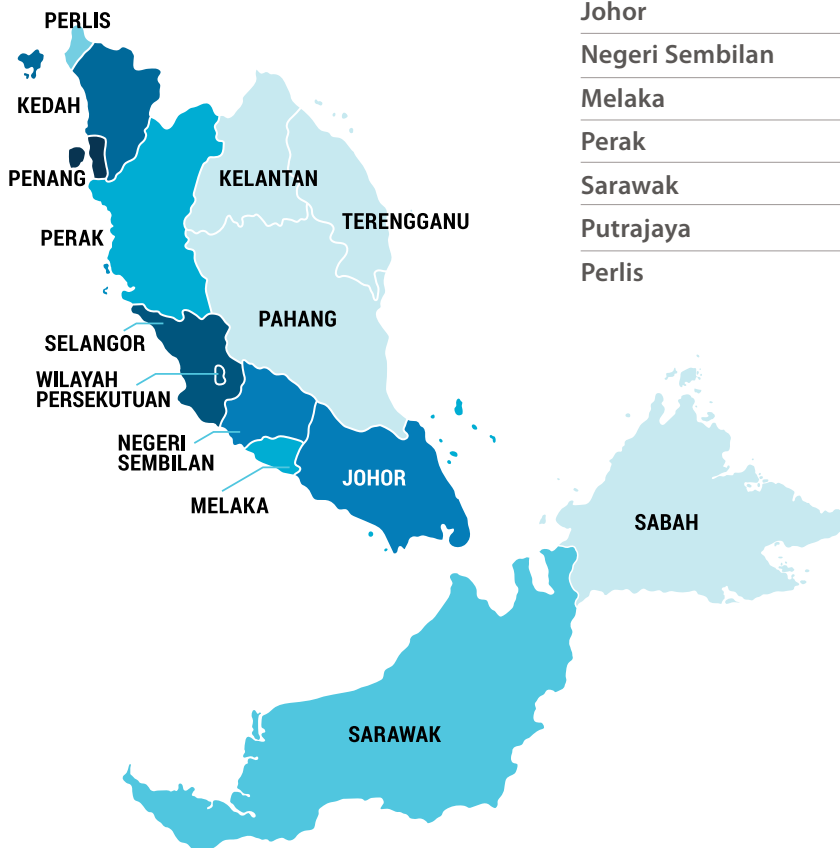 PERLIS
KEDAH
PENANG
PERAK
KELANTAN
TERENGGANU
PAHANG
SELANGOR
WILAYAH
PERSEKUTUAN
NEGERI
SEMBILAN
MELAKA
JOHOR
SABAH
SARAWAK
Johor
Negeri Sembilan
Melaka
Perak
Sarawak
Putrajaya
Perlis